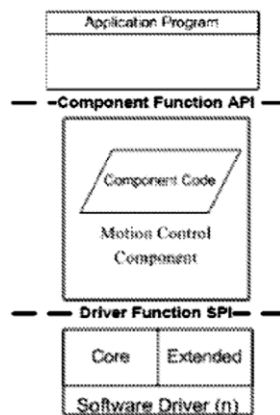 Application Program
Component Function API
Component Code
Motion Control
Component
Driver Function SPI
Core Extended
Software Driver (n)